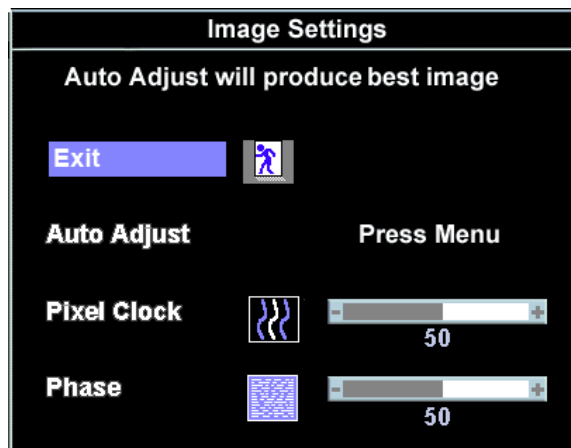 Image Settings
Auto Adjust will produce best image
Exit
Auto Adjust Press Menu
Pixel Clock - +
50
Phase - +
50